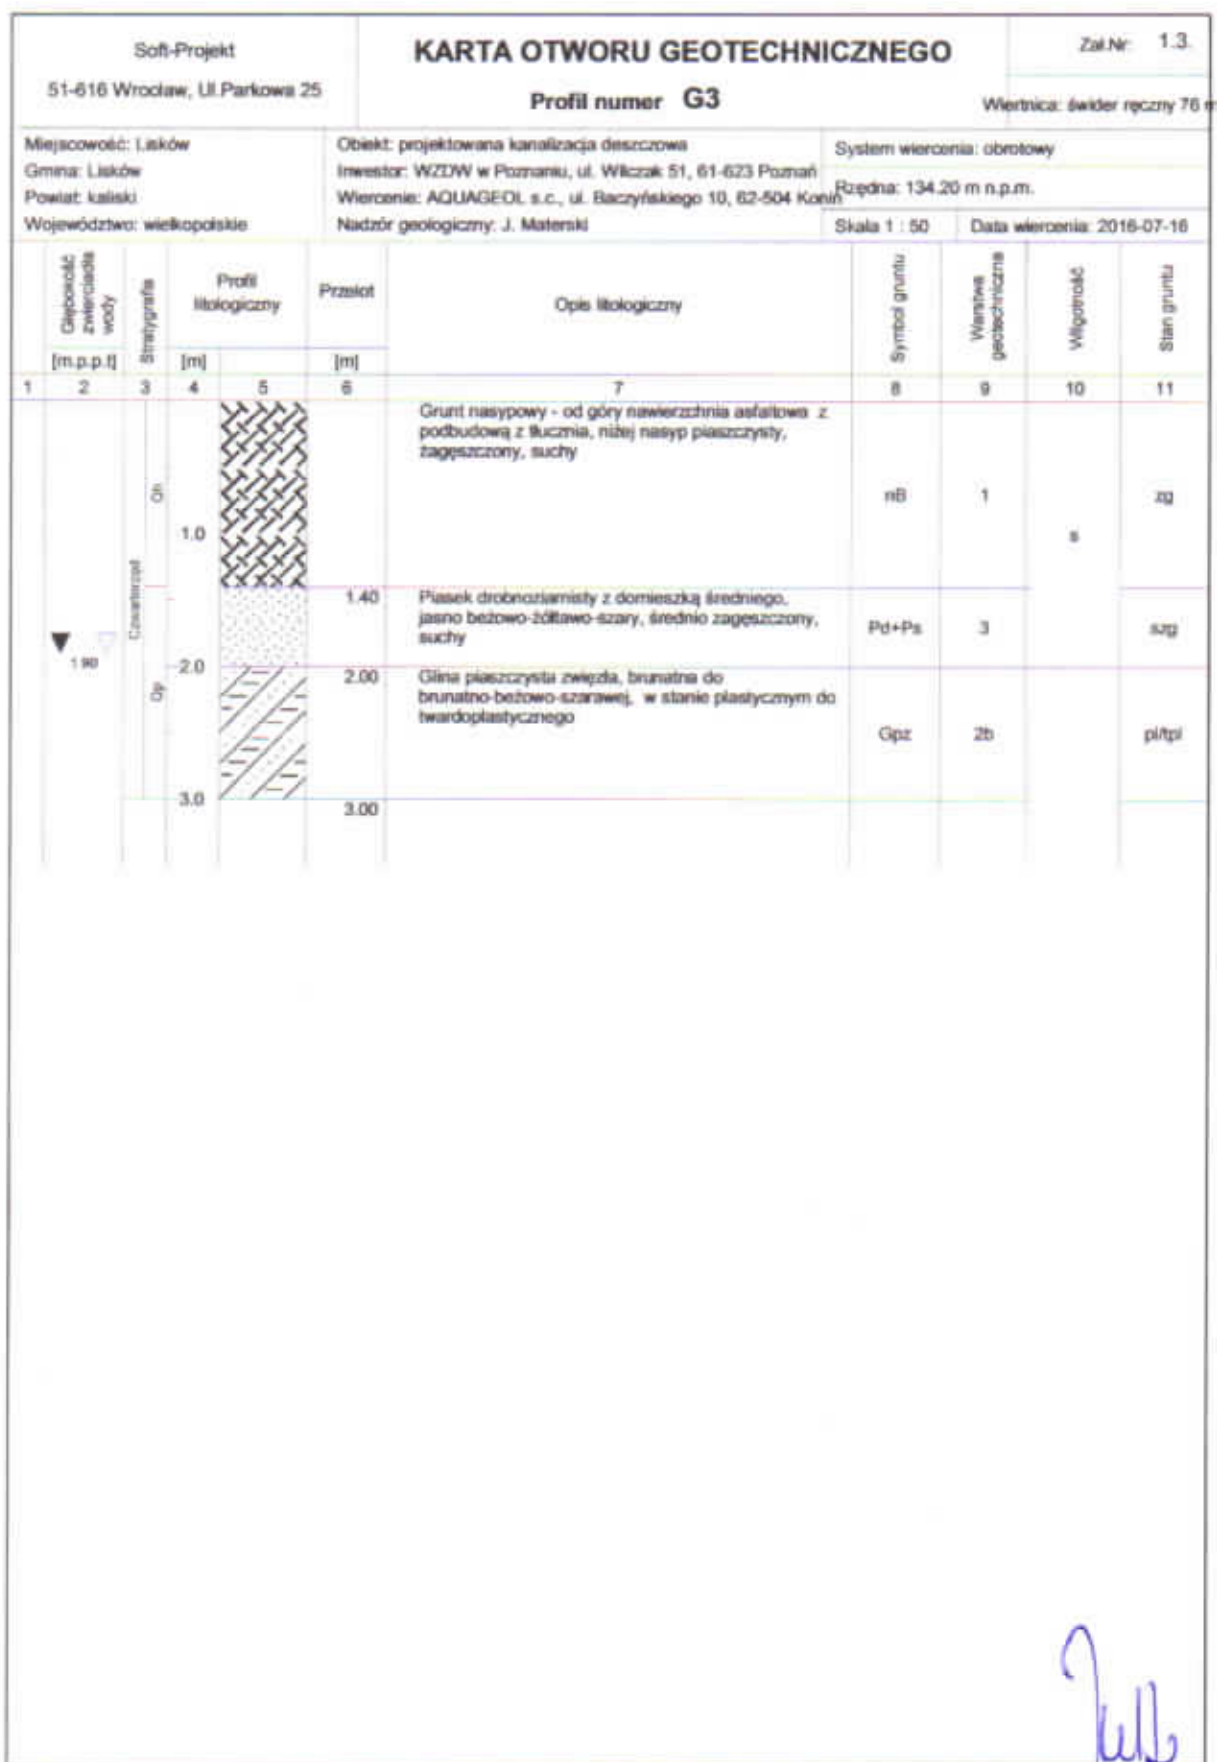 Soft-Projekt
51-616 Wrocław, Ul.Parkowa 25
KARTA OTWORU GEOTECHNICZNEGO
Profil numer G3
Zał.Nr: 1.3.
Wiertnica: świder ręczny 76 m
Miejscowość: Lisków
Gmina: Lisków
Powiat: kaliski
Województwo: wielkopolskie
Obiekt: projektowana kanalizacja deszczowa
Inwestor: WZDW w Poznaniu, ul. Wilczak 51, 61-623 Poznań
Wiercenie: AQUAGEOL s.c., ul. Baczyńskiego 10, 62-504 Konin
Nadzór geologiczny: J. Materski
System wiercenia: obrotowy
Rzędna: 134.20 m n.p.m.
Skala 1 : 50 Data wiercenia: 2016-07-16
Głębokość zwierciadła wody
[m.p.p.t]
Stratygrafia
Profil litologiczny
[m]
Przelot
[m]
Opis litologiczny
Symbol gruntu
Warstwa geotechniczna
Wilgotność
Stan gruntu
1 2 3 4 5 6 7 8 9 10 11
Czwartorzęd
Qh
Qp
1.90
1.0
2.0
3.0
Grunt nasypowy - od góry nawierzchnia asfaltowa z
podbudową z tłucznia, niżej nasyp piaszczysty,
zagęszczony, suchy
nB 1 s zg
1.40
Piasek drobnoziarnisty z domieszką średniego,
jasno beżowo-żółtawo-szary, średnio zagęszczony,
suchy
Pd+Ps 3 szg
2.00
Glina piaszczysta zwięzła, brunatna do
brunatno-beżowo-szarawej, w stanie plastycznym do
twardoplastycznego
Gpz 2b pl/tpl
3.00